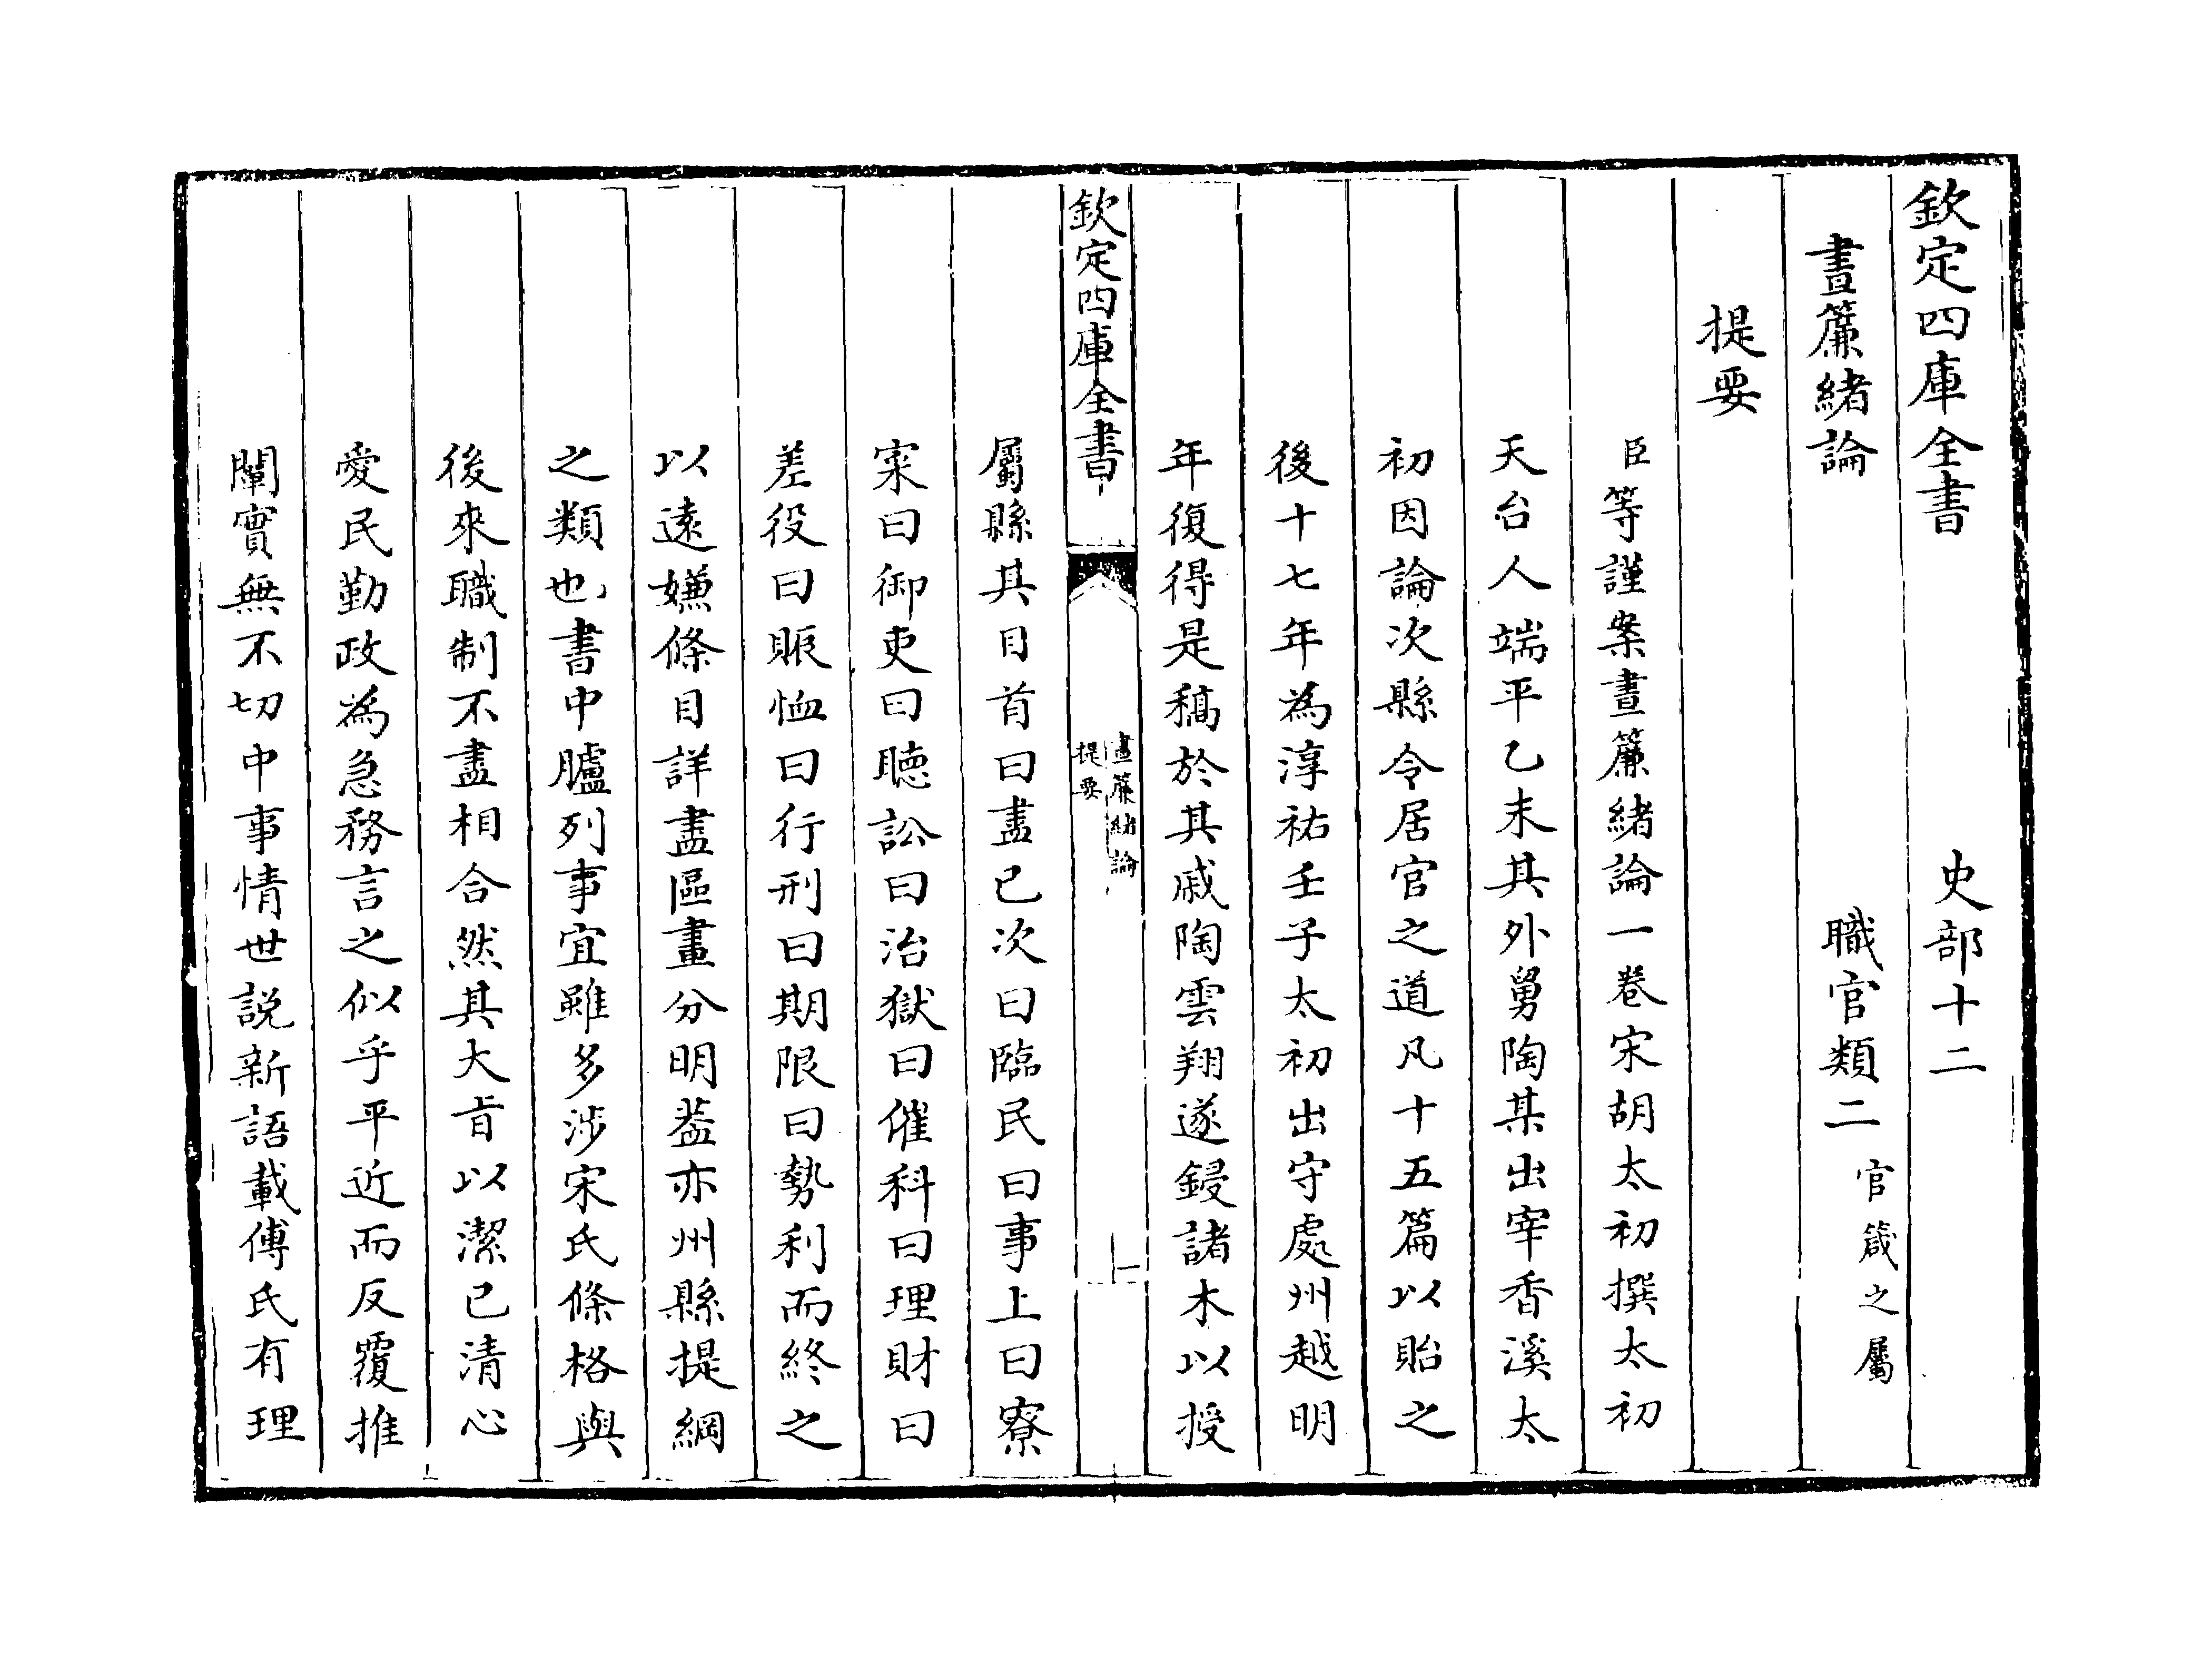 欽定四庫全書 史部十二
晝簾緒論 職官類二官箴之屬
提要
臣等謹案晝簾緒論一卷宋胡太初撰太初
天台人端平乙未其外舅陶某出宰香溪太
初因論次縣令居官之道凡十五篇以貽之
後十七年為淳祐壬子太初出守處州越明
年復得是稿於其戚陶雲翔遂鋟諸木以授
欽定四庫全書
晝簾緒論
提要
一
屬縣其目首曰盡己次曰臨民曰事上曰寮
寀曰御吏曰聽訟曰治獄曰催科曰理財曰
差役曰賑恤曰行刑曰期限曰勢利而終之
以遠嫌條目詳盡區畫分明葢亦州縣提綱
之類也書中臚列事宜雖多涉宋氏條格與
後來職制不盡相合然其大㫖以潔已清心
愛民勤政為急務言之似乎平近而反覆推
闡實無不切中事情世説新語載傅氏有理